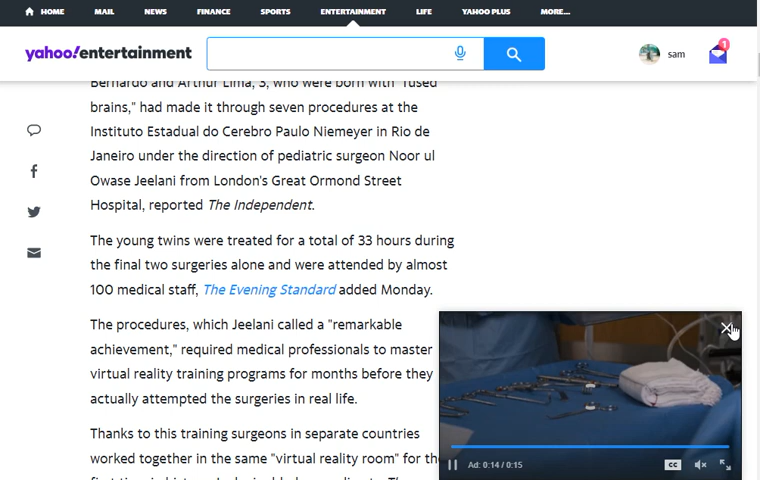 HOME MAIL NEWS FINANCE SPORTS ENTERTAINMENT LIFE YAHOO PLUS MORE...
yahoo!entertainment
sam
1
Bernardo and Arthur Lima, 3, who were born with "fused
brains," had made it through seven procedures at the
Instituto Estadual do Cerebro Paulo Niemeyer in Rio de
Janeiro under the direction of pediatric surgeon Noor ul
Owase Jeelani from London's Great Ormond Street
Hospital, reported The Independent.
The young twins were treated for a total of 33 hours during
the final two surgeries alone and were attended by almost
100 medical staff, The Evening Standard added Monday.
The procedures, which Jeelani called a "remarkable
achievement," required medical professionals to master
virtual reality training programs for months before they
actually attempted the surgeries in real life.
Thanks to this training surgeons in separate countries
worked together in the same "virtual reality room" for the
Ad: 0:14 / 0:15
CC